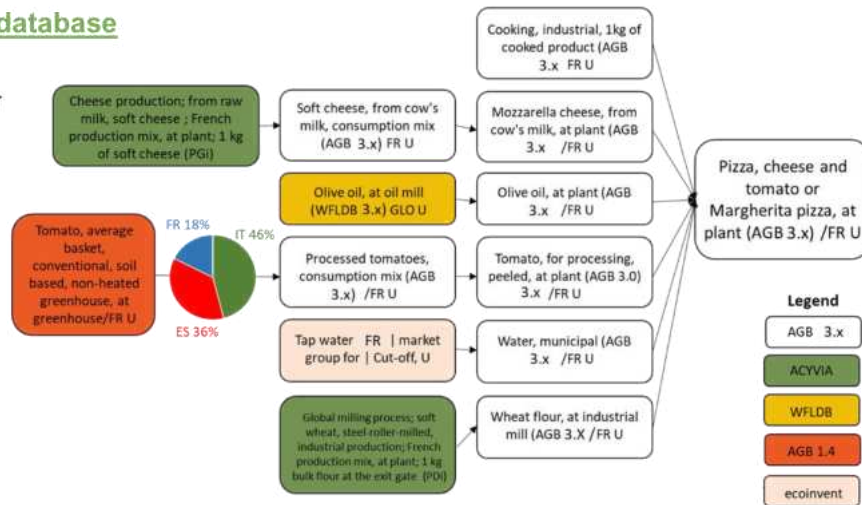 database
Cooking, industrial, 1kg of
cooked product (AGB
3.x FR U
Cheese production; from raw
milk, soft cheese ; French
production mix, at plant; 1 kg
of soft cheese (PGi)
Soft cheese, from cow's
milk, consumption mix
(AGB 3.x) FR U
Mozzarella cheese, from
cow's milk, at plant (AGB
3.x /FR U
Olive oil, at oil mill
(WFLDB 3.x) GLO U
Olive oil, at plant (AGB
3.x /FR U
Pizza, cheese and
tomato or
Margherita pizza, at
plant (AGB 3.x) /FR U
Tomato, average
basket,
conventional, soil
based, non-heated
greenhouse, at
greenhouse/FR U
FR 18%
IT 46%
ES 36%
Processed tomatoes,
consumption mix (AGB
3.x) /FR U
Tomato, for processing,
peeled, at plant (AGB 3.0)
3.x /FR U
Tap water FR | market
group for | Cut-off, U
Water, municipal (AGB
3.x /FR U
Global milling process; soft
wheat, steel-roller-milled,
industrial production; French
production mix, at plant; 1 kg
bulk flour at the exit gate (PDi)
Wheat flour, at industrial
mill (AGB 3.X /FR U
Legend
AGB 3.x
ACYVIA
WFLDB
AGB 1.4
ecoinvent